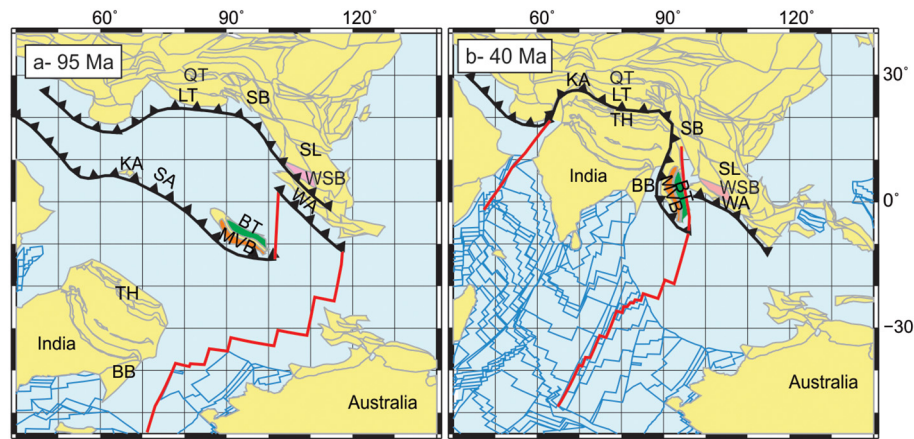 60° 90° 120° 60° 90° 120°
a- 95 Ma
b- 40 Ma
QT
LT
SB
KA
SA
SL
WSB
WA
BT
MVB
TH
India
BB
Australia
KA
QT
LT
TH
SB
India
BB
MVB
BT
SL
WSB
WA
Australia
30°
0°
−30